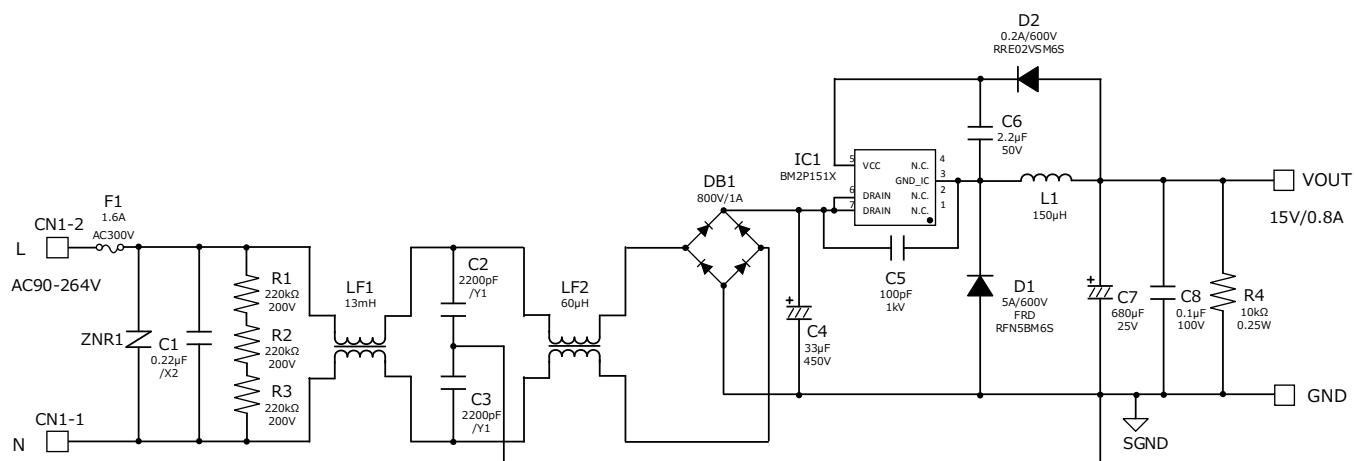 D2
0.2A/600V
RRE02VSM6S
C6
2.2µF
50V
IC1
BM2P151X
5
VCC
N.C.
4
GND_IC
3
6
DRAIN
N.C.
2
7
DRAIN
N.C.
1
DB1
800V/1A
L1
150µH
VOUT
15V/0.8A
F1
1.6A
AC300V
CN1-2
L
AC90-264V
C5
100pF
1kV
R1
220kΩ
200V
LF1
13mH
C2
2200pF
/Y1
LF2
60µH
D1
5A/600V
FRD
RFN5BM6S
+
C4
33µF
450V
+
C7
680µF
25V
C8
0.1µF
100V
R4
10kΩ
0.25W
ZNR1
C1
0.22µF
/X2
R2
220kΩ
200V
R3
220kΩ
200V
C3
2200pF
/Y1
CN1-1
N
GND
SGND